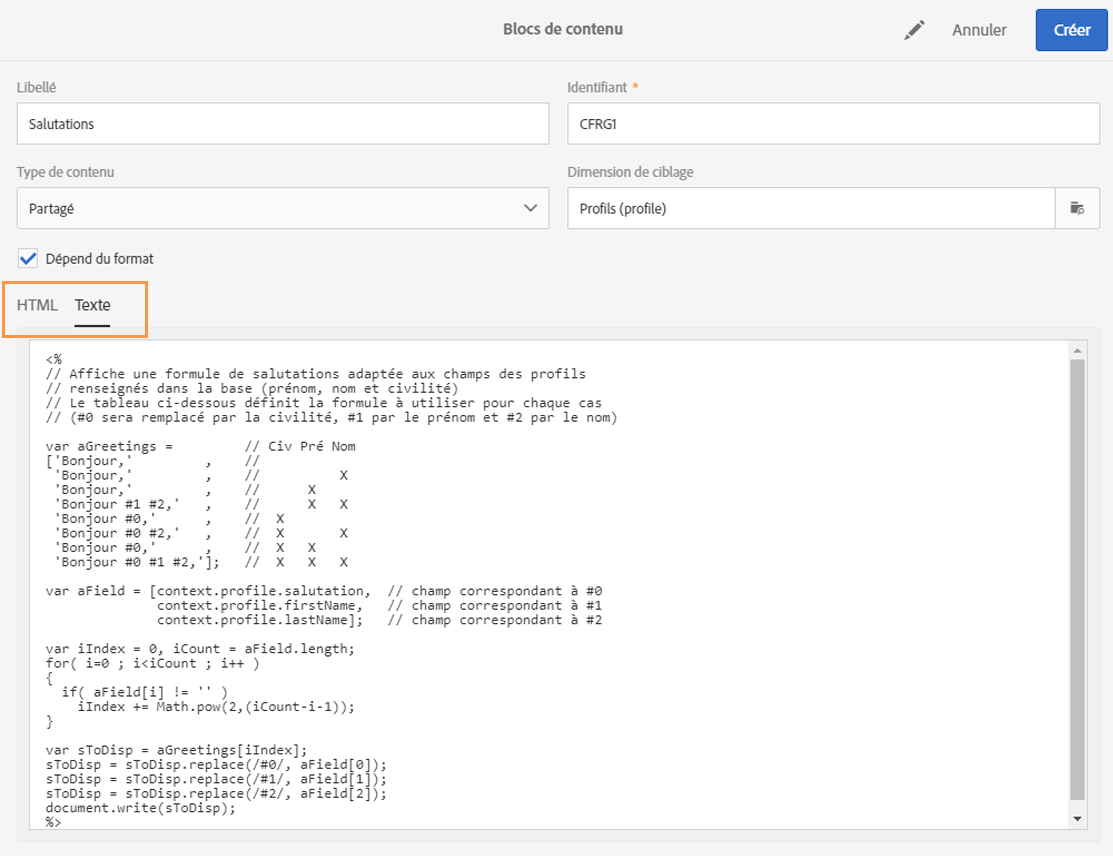 Blocs de contenu Annuler Créer
Libellé Identifiant *
Salutations CFRG1
Type de contenu Dimension de ciblage
Partagé Profils (profile)
Dépend du format
HTML Texte
<%
// Affiche une formule de salutations adaptée aux champs des profils
// renseignés dans la base (prénom, nom et civilité)
// Le tableau ci-dessous définit la formule à utiliser pour chaque cas
// (#0 sera remplacé par la civilité, #1 par le prénom et #2 par le nom)
var aGreetings =         // Civ Pré Nom
['Bonjour,'         ,    //
 'Bonjour,'         ,    //          X
 'Bonjour,'         ,    //      X
 'Bonjour #1 #2,'   ,    //      X   X
 'Bonjour #0,'      ,    //  X
 'Bonjour #0 #2,'   ,    //  X       X
 'Bonjour #0,'      ,    //  X   X
 'Bonjour #0 #1 #2,'];   //  X   X   X
var aField = [context.profile.salutation,  // champ correspondant à #0
              context.profile.firstName,   // champ correspondant à #1
              context.profile.lastName];   // champ correspondant à #2
var iIndex = 0, iCount = aField.length;
for( i=0 ; i<iCount ; i++ )
{
  if( aField[i] != '' )
    iIndex += Math.pow(2,(iCount-i-1));
}
var sToDisp = aGreetings[iIndex];
sToDisp = sToDisp.replace(/#0/, aField[0]);
sToDisp = sToDisp.replace(/#1/, aField[1]);
sToDisp = sToDisp.replace(/#2/, aField[2]);
document.write(sToDisp);
%>